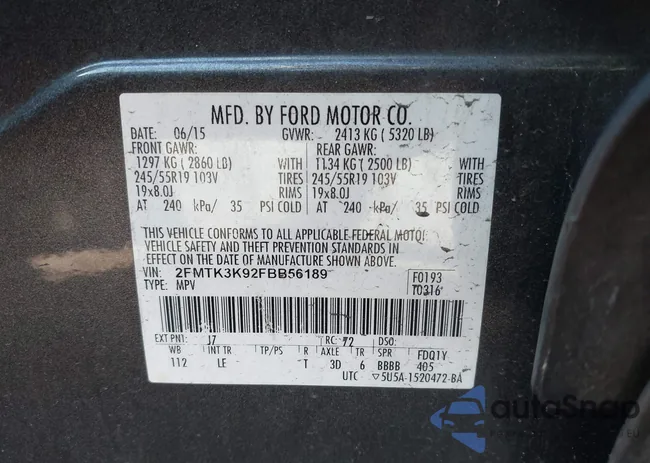 MFD. BY FORD MOTOR CO.
DATE: 06/15 GVWR: 2413 KG ( 5320 LB)
FRONT GAWR: REAR GAWR:
1297 KG ( 2860 LB) WITH 1134 KG ( 2500 LB) WITH
245/55R19 103V TIRES 245/55R19 103V TIRES
19x8.0J RIMS 19x8.0J RIMS
AT 240 kPa/ 35 PSI COLD AT 240 kPa/ 35 PSI COLD
THIS VEHICLE CONFORMS TO ALL APPLICABLE FEDERAL MOTOR
VEHICLE SAFETY AND THEFT PREVENTION STANDARDS IN
EFFECT ON THE DATE OF MANUFACTURE SHOWN ABOVE.
VIN: 2FMTK3K92FBB56189 F0193
TYPE: MPV T0316
EXT PNT: J7 RC: 72 DSO:
WB INT TR TP/PS R AXLE TR SPR FDQ1Y
112 LE T 3D 6 BBBB 405
UTC ▽5U5A-1520472-BA
autoSnap